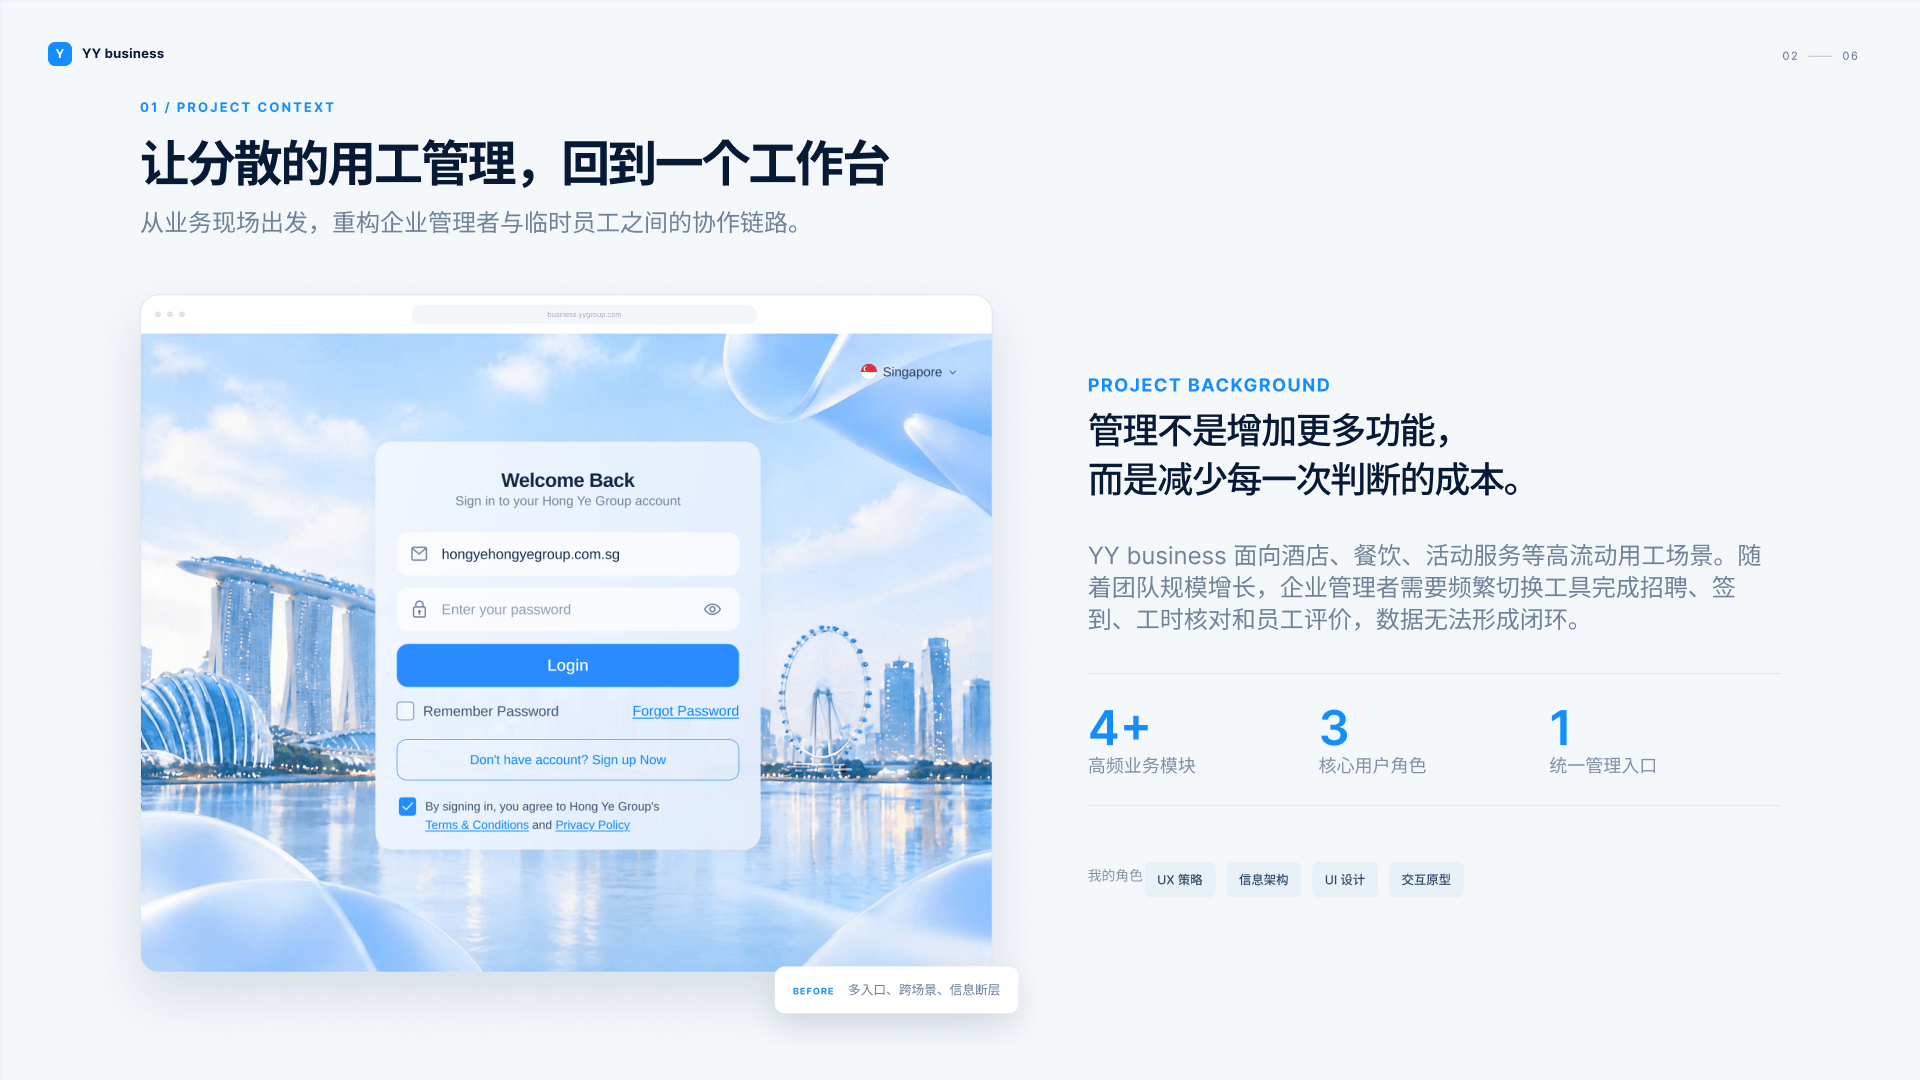 Y YY business
02 — 06
01 / PROJECT CONTEXT
让分散的用工管理，回到一个工作台
从业务现场出发，重构企业管理者与临时员工之间的协作链路。
business.yygroup.com
Singapore
Welcome Back
Sign in to your Hong Ye Group account
hongyehongyegroup.com.sg
Enter your password
Login
Remember Password Forgot Password
Don't have account? Sign up Now
By signing in, you agree to Hong Ye Group's
Terms & Conditions and Privacy Policy
BEFORE 多入口、跨场景、信息断层
PROJECT BACKGROUND
管理不是增加更多功能，
而是减少每一次判断的成本。
YY business 面向酒店、餐饮、活动服务等高流动用工场景。随
着团队规模增长，企业管理者需要频繁切换工具完成招聘、签
到、工时核对和员工评价，数据无法形成闭环。
4+ 3 1
高频业务模块 核心用户角色 统一管理入口
我的角色 UX 策略 信息架构 UI 设计 交互原型